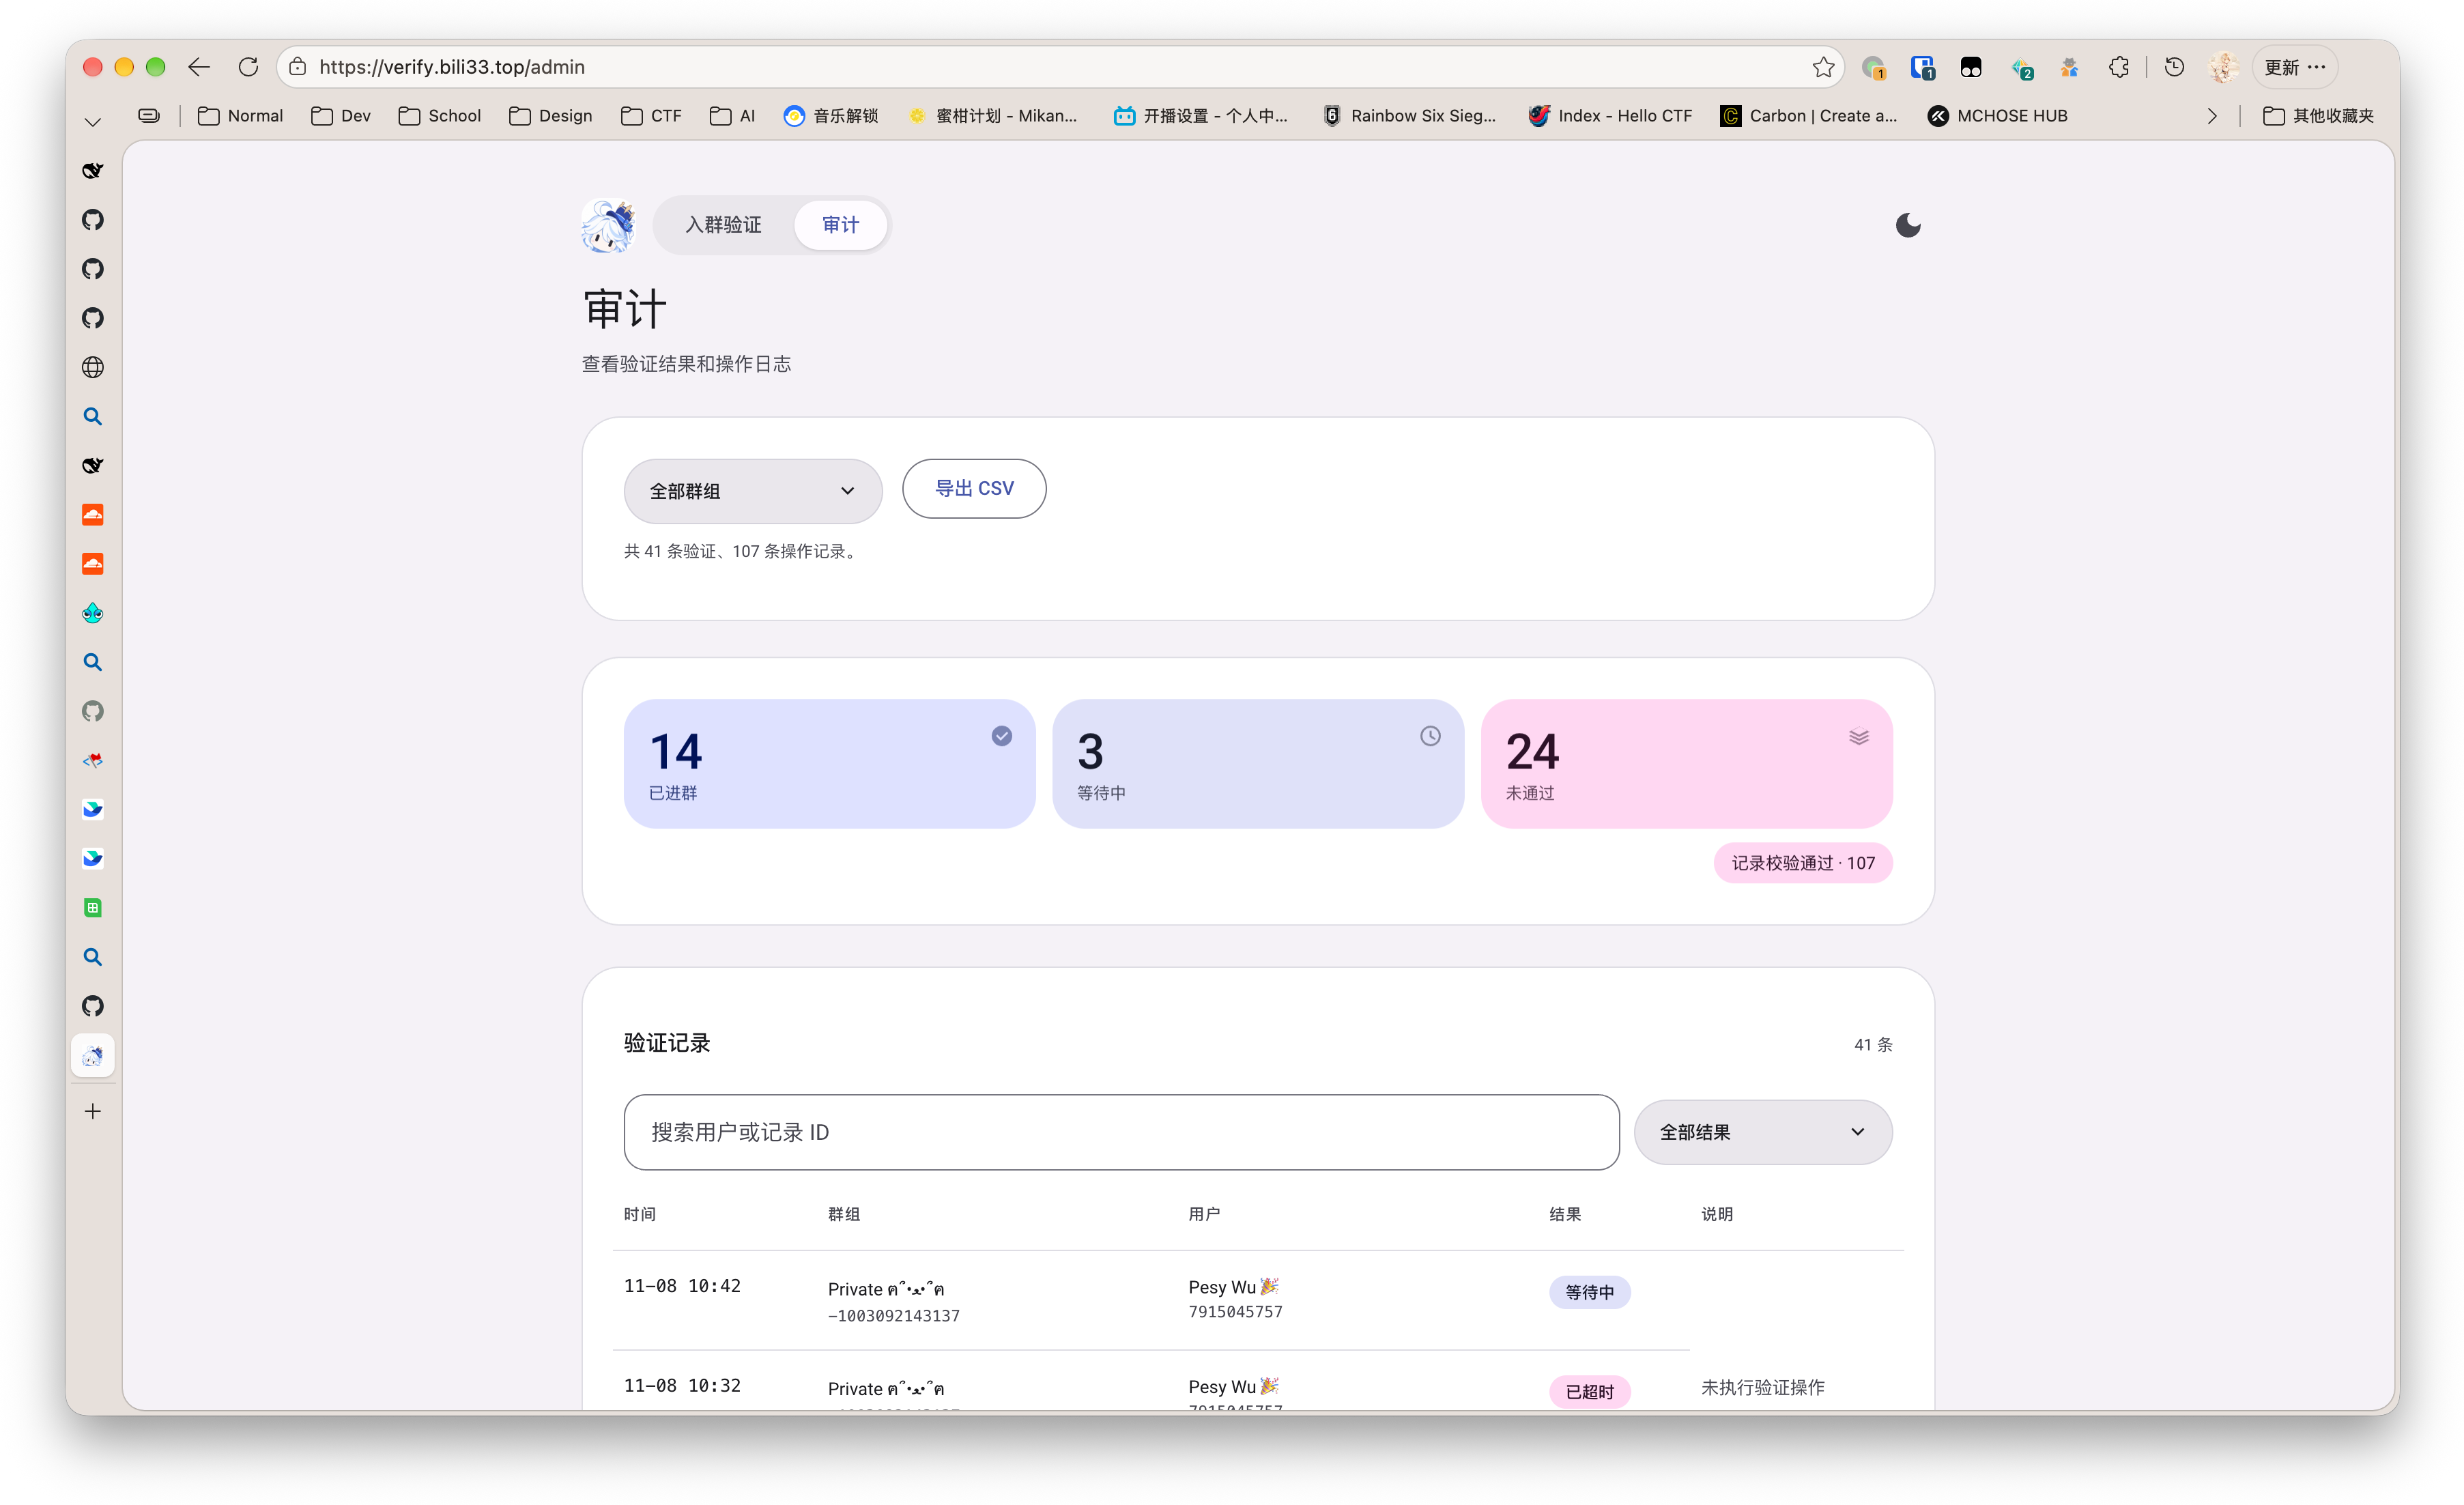 https://verify.bili33.top/admin
1
1
2
更新
Normal
Dev
School
Design
CTF
AI
音乐解锁
蜜柑计划 - Mikan...
开播设置 - 个人中...
Rainbow Six Sieg...
Index - Hello CTF
Carbon | Create a...
MCHOSE HUB
其他收藏夹
入群验证
审计
审计
查看验证结果和操作日志
全部群组
导出 CSV
共 41 条验证、107 条操作记录。
14
已进群
3
等待中
24
未通过
记录校验通过 · 107
验证记录
41 条
搜索用户或记录 ID
全部结果
时间 群组 用户 结果 说明
11-08 10:42 Private ฅ՞•ﻌ•՞ฅ Pesy Wu🎉 等待中
-1003092143137 7915045757
11-08 10:32 Private ฅ՞•ﻌ•՞ฅ Pesy Wu🎉 已超时 未执行验证操作